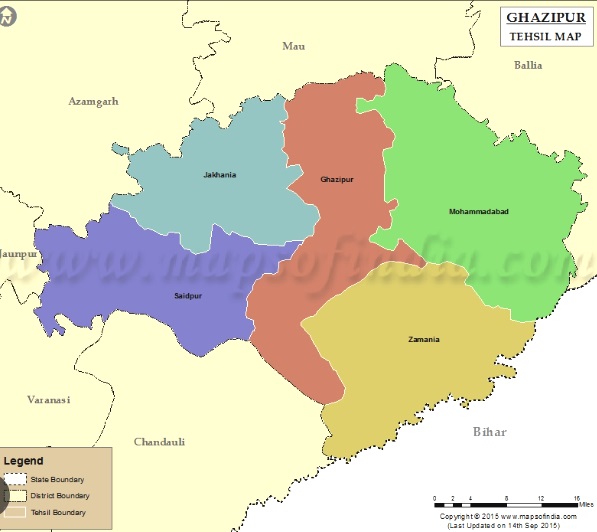 GHAZIPUR
TEHSIL MAP
Mau
Ballia
Azamgarh
Jakhania
Ghazipur
Mohammadabad
Jaunpur
www.mapsofindia.com
Saidpur
Zamania
Varanasi
Chandauli
Bihar
Legend
State Boundary
District Boundary
Tehsil Boundary
0 2 4 8 12 16
Miles
Copyright © 2015 www.mapsofindia.com
(Last Updated on 14th Sep 2015)